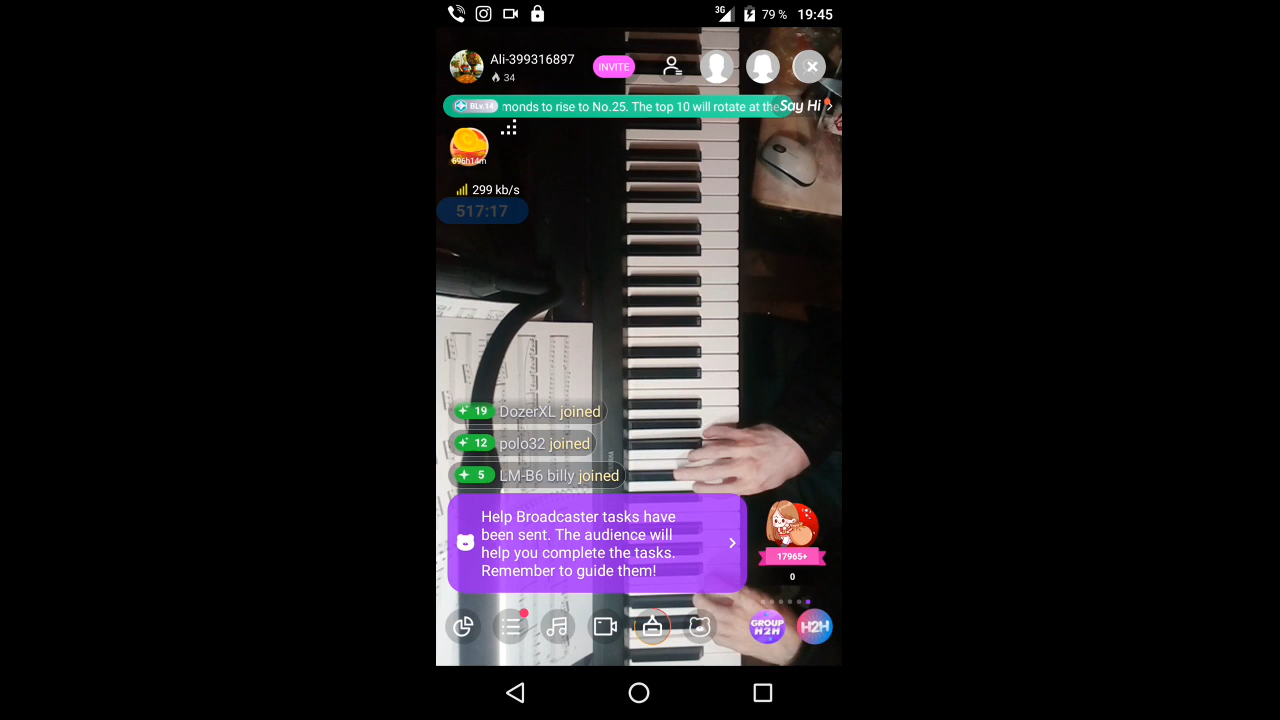 3G
79 %
19:45
Ali-399316897
34
INVITE
BLv.14
monds to rise to No.25. The top 10 will rotate at the
Say Hi
696h14m
299 kb/s
517:17
19 DozerXL joined
12 polo32 joined
5 LM-B6 billy joined
Help Broadcaster tasks have
been sent. The audience will
help you complete the tasks.
Remember to guide them!
17965+
0
GROUP
H2H
H2H